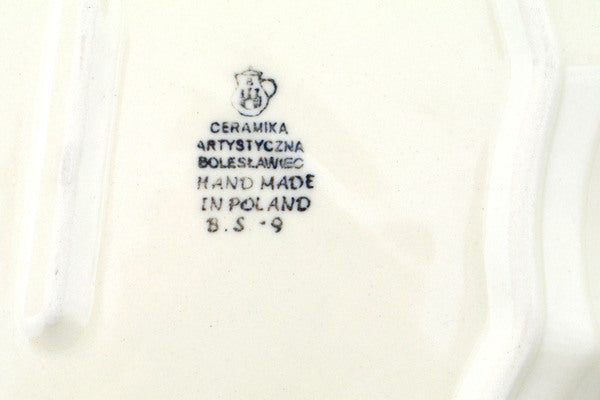 CERAMIKA
ARTYSTYCZNA
BOLESŁAWIEC
HAND MADE
IN POLAND
B.S -9